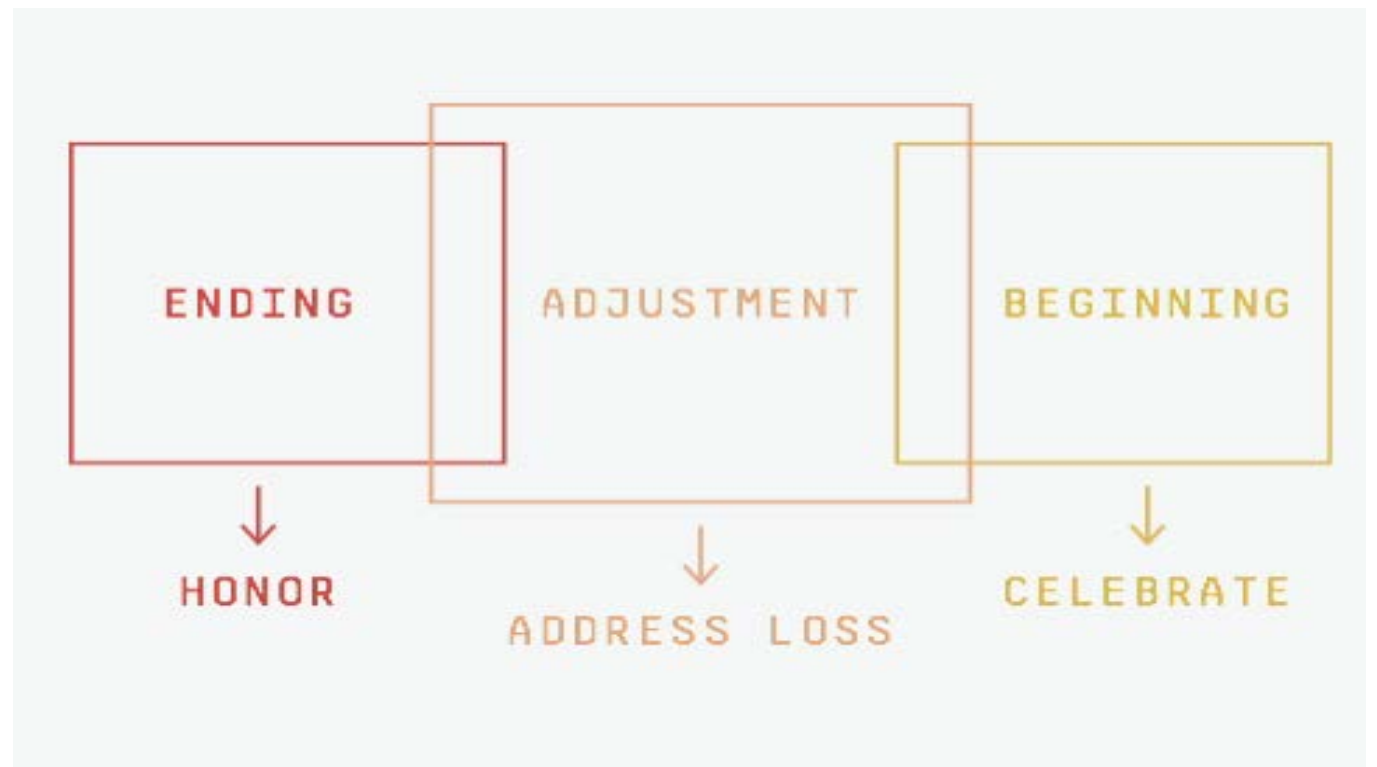 ENDING
ADJUSTMENT
BEGINNING
HONOR
ADDRESS LOSS
CELEBRATE